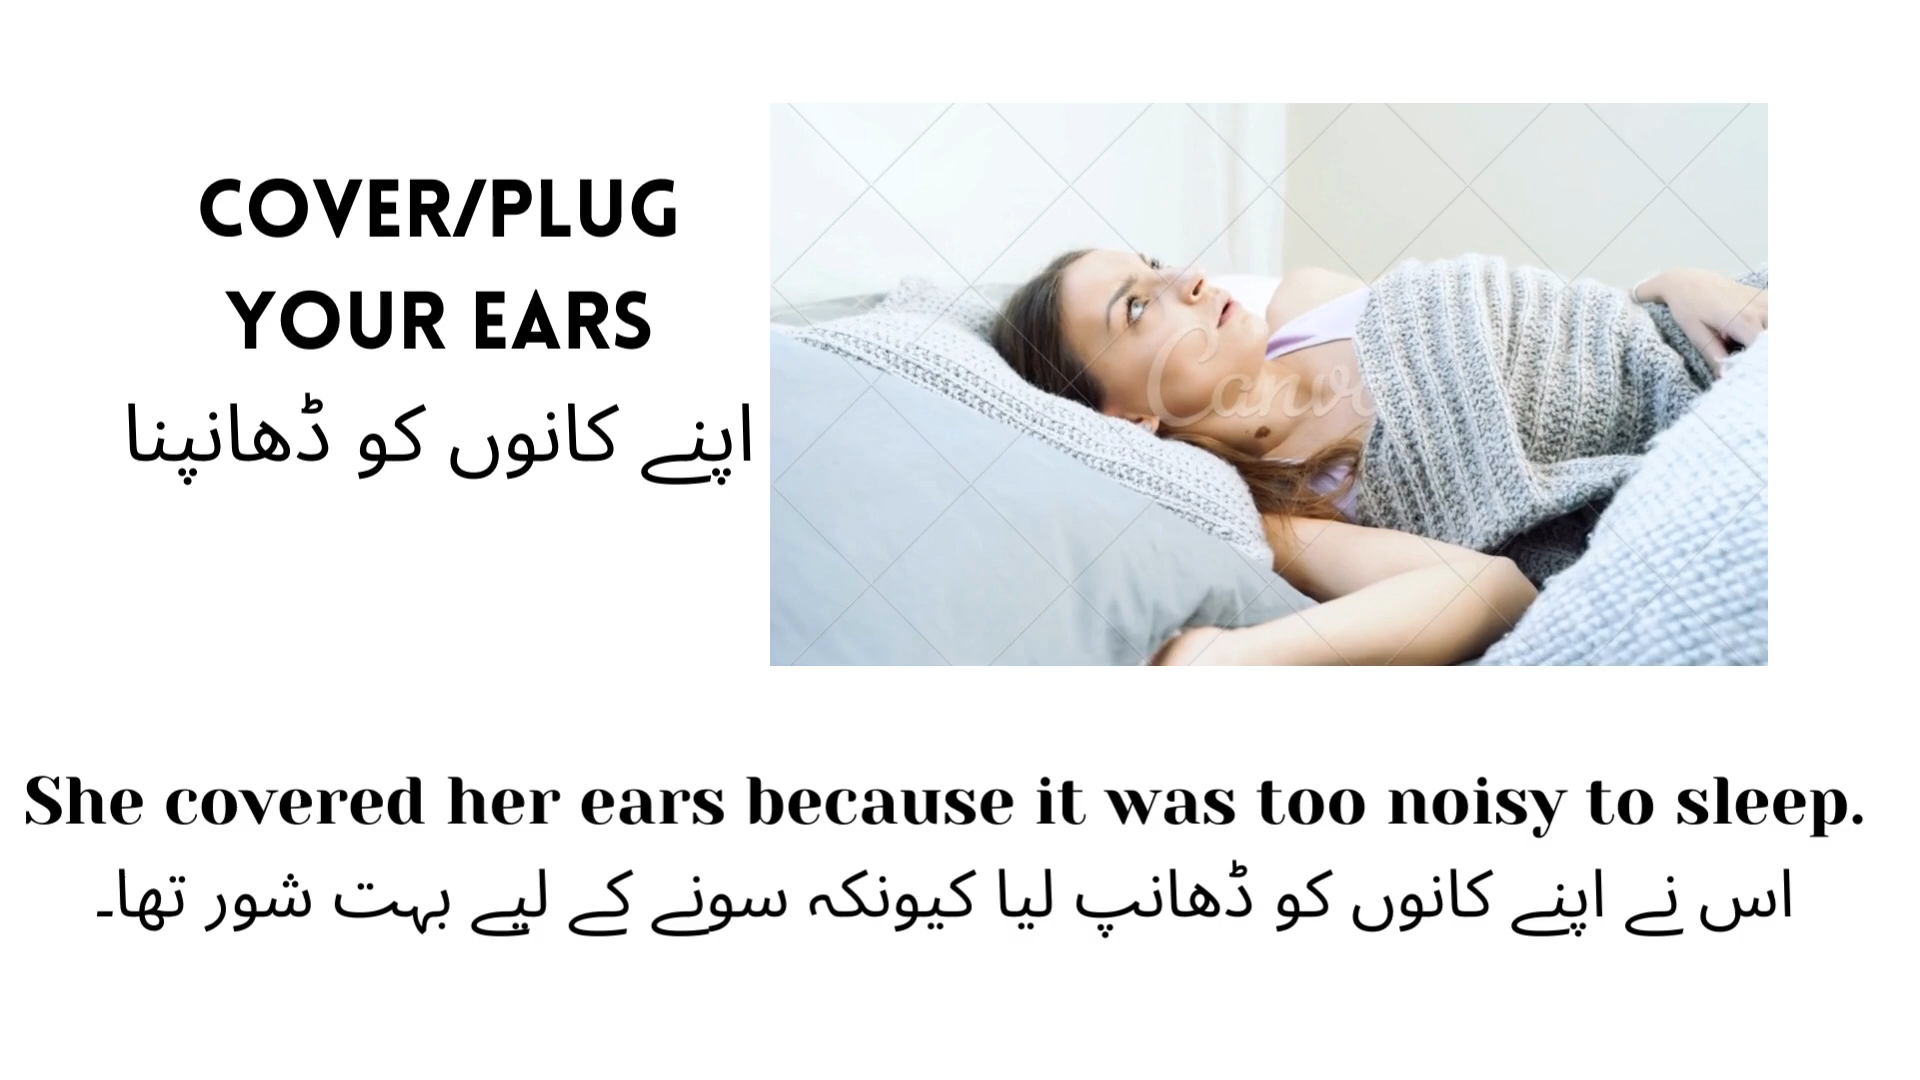 COVER/PLUG
YOUR EARS
اپنے کانوں کو ڈھانپنا
Canva
She covered her ears because it was too noisy to sleep.
اس نے اپنے کانوں کو ڈھانپ لیا کیونکہ سونے کے لیے بہت شور تھا۔